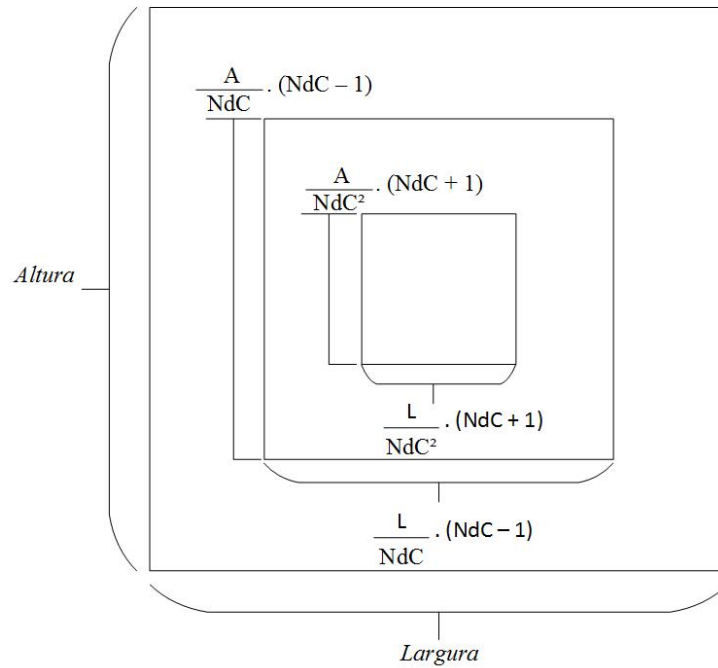 A
NdC . (NdC – 1)
A
NdC² . (NdC + 1)
Altura
L
NdC² . (NdC + 1)
L
NdC . (NdC – 1)
Largura